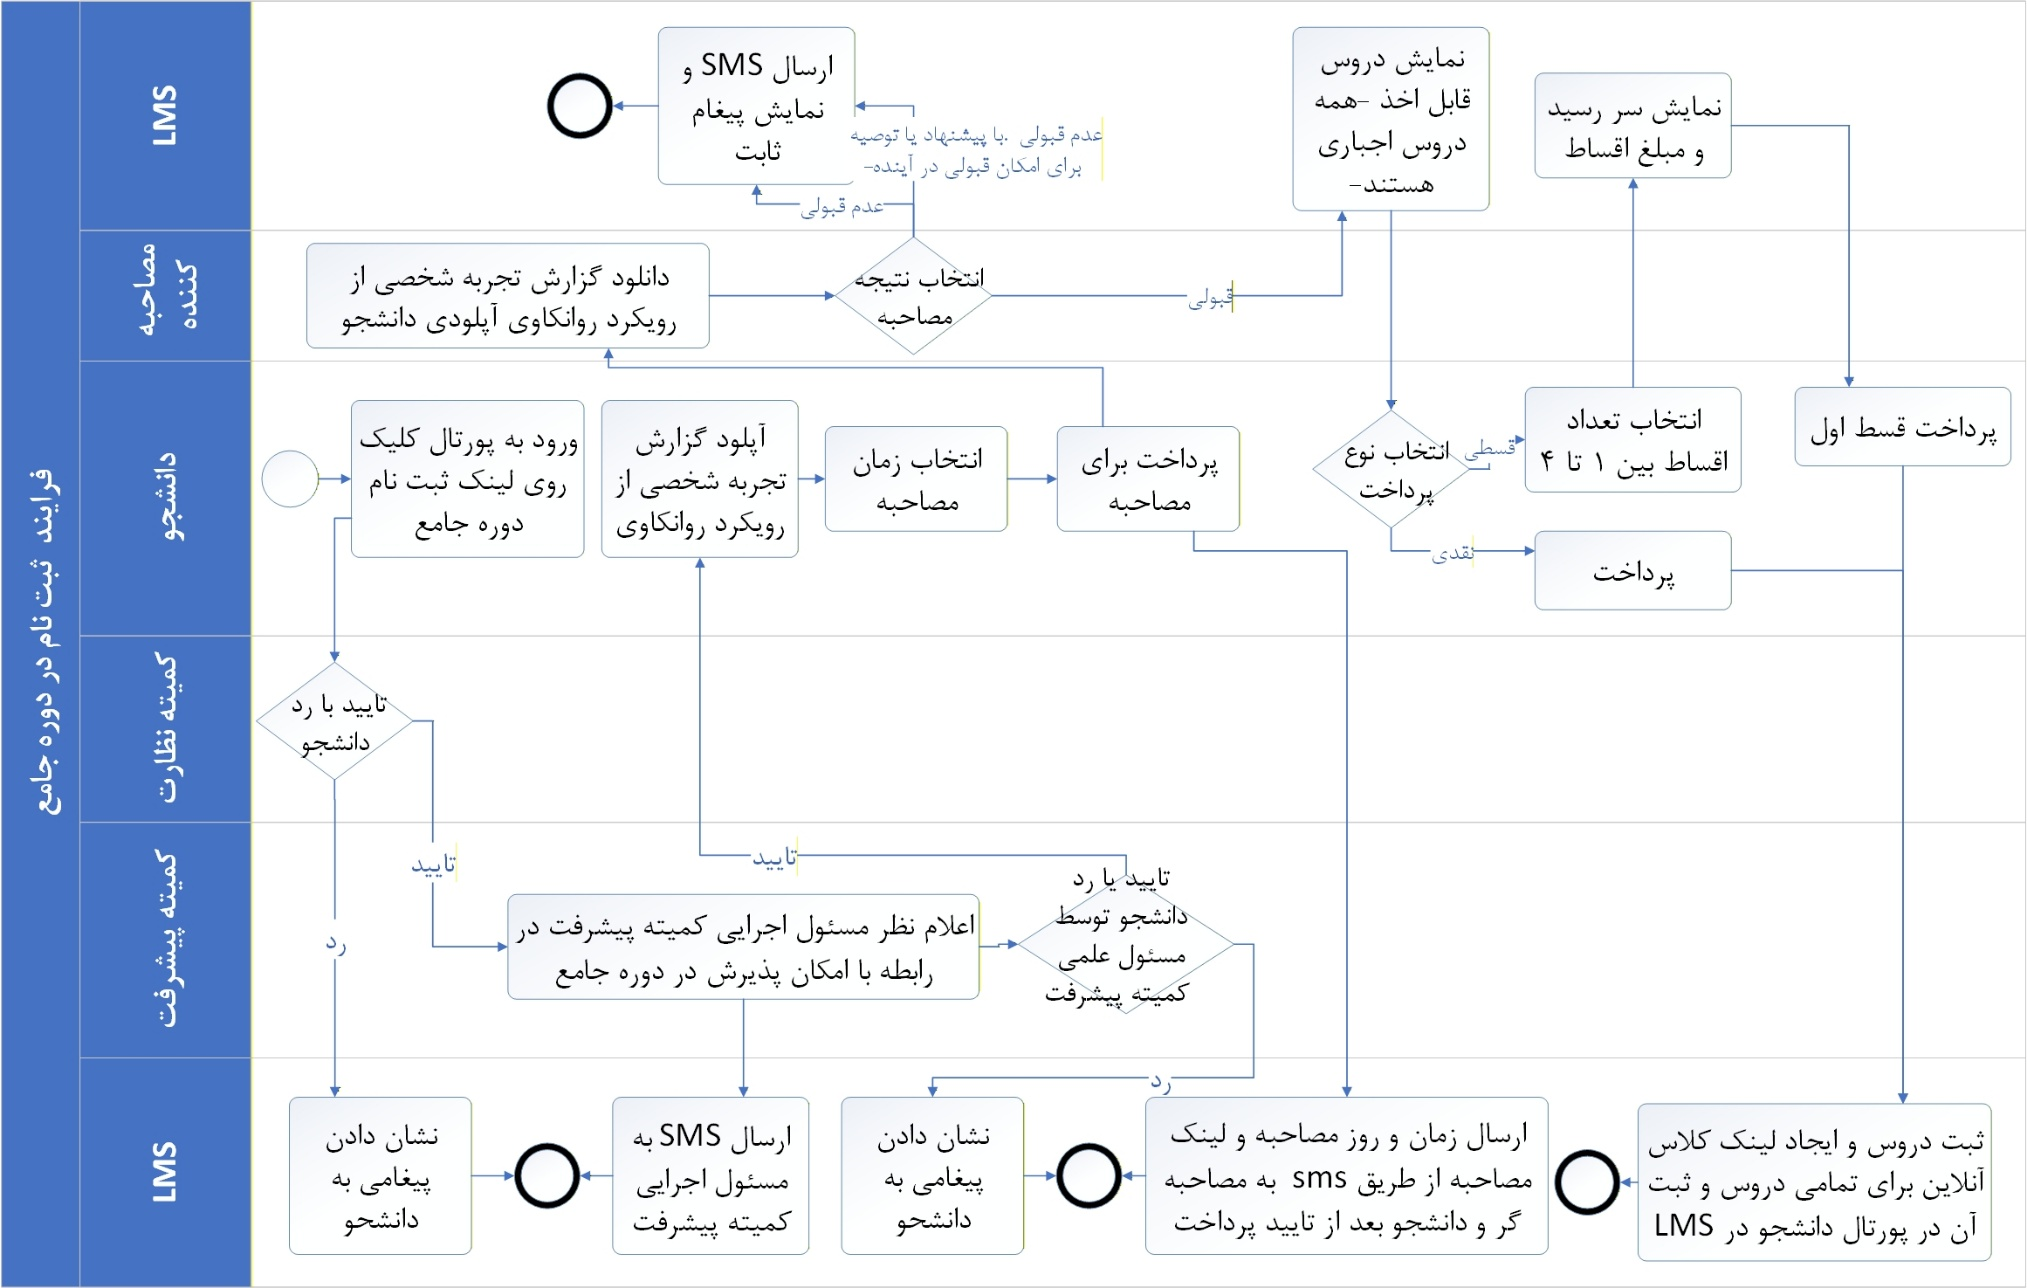 فرایند ثبت نام در دوره جامع
LMS
ارسال SMS و
نمایش پیغام
ثابت
عدم قبولی .با پیشنهاد یا توصیه
برای امکان قبولی در آینده-
عدم قبولی
نمایش دروس
قابل اخذ -همه
دروس اجباری
هستند-
نمایش سر رسید
و مبلغ اقساط
مصاحبه
کننده
دانلود گزارش تجربه شخصی از
رویکرد روانکاوی آپلودی دانشجو
انتخاب نتیجه
مصاحبه
قبولی
دانشجو
ورود به پورتال کلیک
روی لینک ثبت نام
دوره جامع
آپلود گزارش
تجربه شخصی از
رویکرد روانکاوی
انتخاب زمان
مصاحبه
پرداخت برای
مصاحبه
انتخاب نوع
پرداخت
قسطی
نقدی
انتخاب تعداد
اقساط بین ۱ تا ۴
پرداخت
پرداخت قسط اول
کمیته نظارت
تایید با رد
دانشجو
تایید
رد
کمیته پیشرفت
اعلام نظر مسئول اجرایی کمیته پیشرفت در
رابطه با امکان پذیرش در دوره جامع
تایید
تایید یا رد
دانشجو توسط
مسئول علمی
کمیته پیشرفت
رد
LMS
نشان دادن
پیغامی به
دانشحو
ارسال SMS به
مسئول اجرایی
کمیته پیشرفت
نشان دادن
پیغامی به
دانشحو
ارسال زمان و روز مصاحبه و لینک
مصاحبه از طریق sms به مصاحبه
گر و دانشجو بعد از تایید پرداخت
ثبت دروس و ایجاد لینک کلاس
آنلاین برای تمامی دروس و ثبت
آن در پورتال دانشجو در LMS